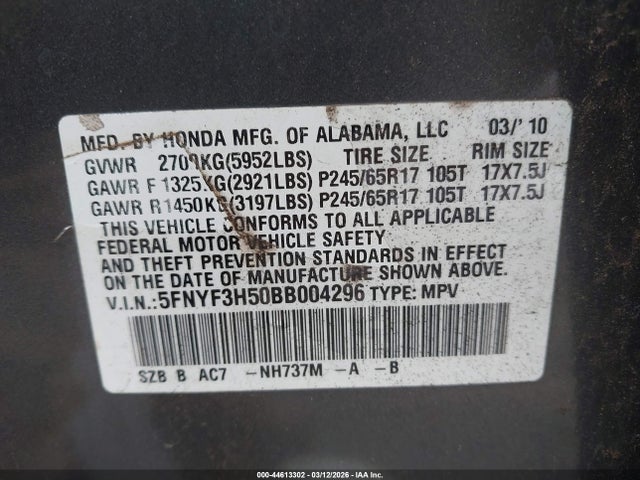 MFD. BY HONDA MFG. OF ALABAMA, LLC 03/' 10
GVWR 2700KG(5952LBS) TIRE SIZE RIM SIZE
GAWR F 1325KG(2921LBS) P245/65R17 105T 17X7.5J
GAWR R1450KG(3197LBS) P245/65R17 105T 17X7.5J
THIS VEHICLE CONFORMS TO ALL APPLICABLE
FEDERAL MOTOR VEHICLE SAFETY
AND THEFT PREVENTION STANDARDS IN EFFECT
ON THE DATE OF MANUFACTURE SHOWN ABOVE.
V.I.N.:5FNYF3H50BB004296 TYPE: MPV
SZB B AC7 -NH737M -A -B
000-44613302 - 03/12/2026 - IAA Inc.